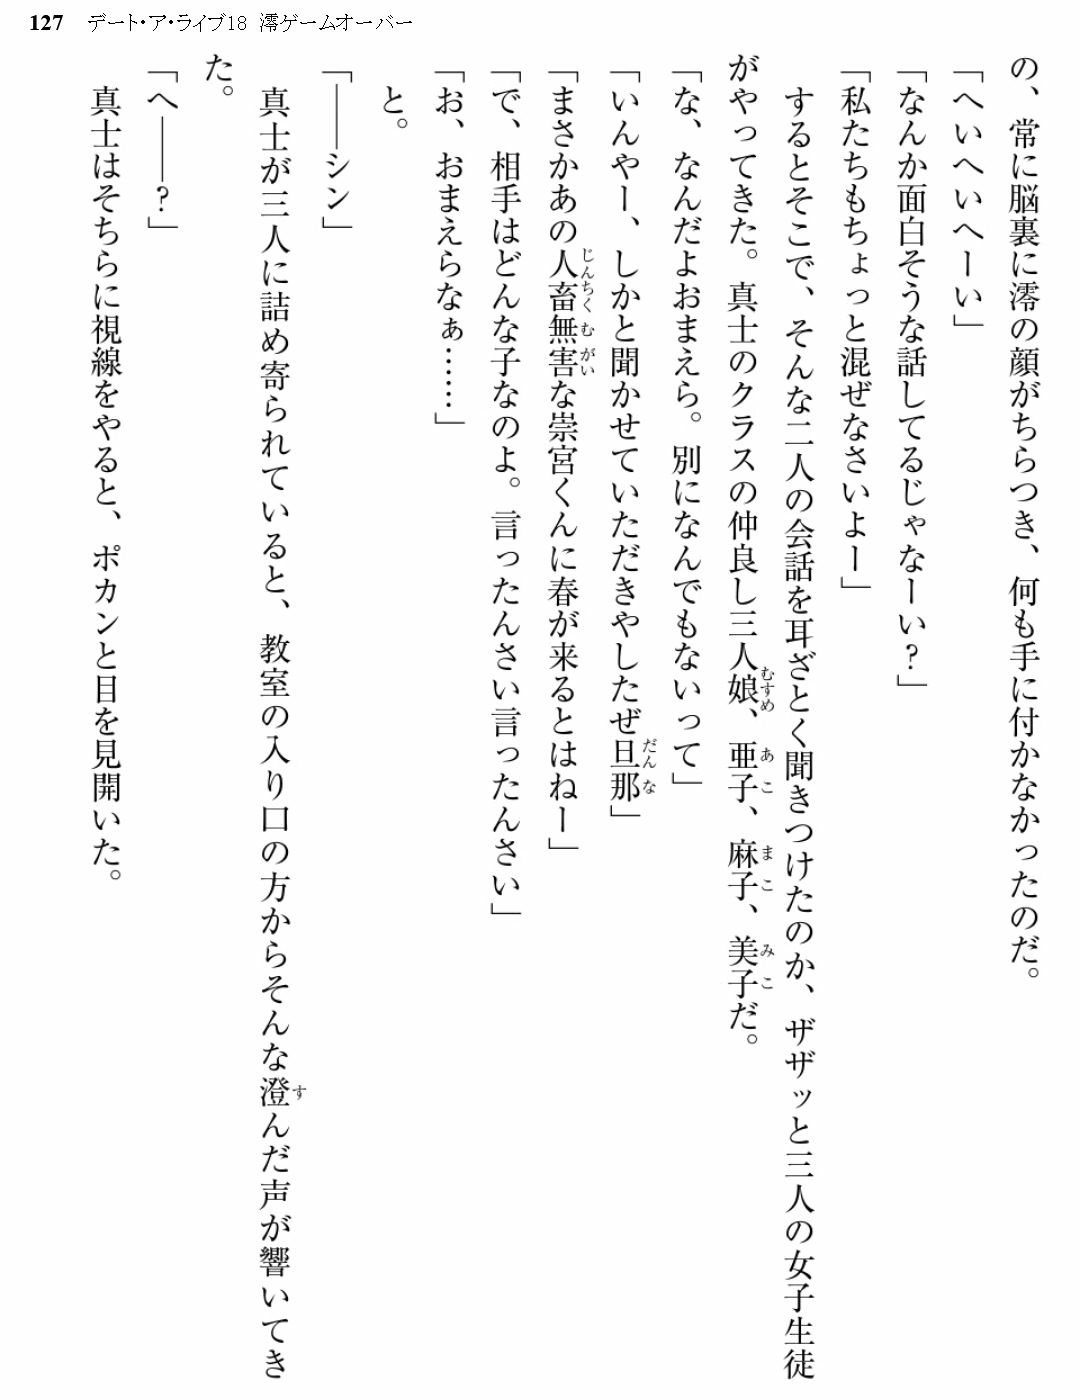 127 デート・ア・ライブ18 澪ゲームオーバー
の、常に脳裏に澪の顔がちらつき、何も手に付かなかったのだ。
「へいへいへーい」
「なんか面白そうな話してるじゃなーい？」
「私たちもちょっと混ぜなさいよー」
するとそこで、そんな二人の会話を耳ざとく聞きつけたのか、ザザッと三人の女子生徒
がやってきた。真士のクラスの仲良し三人娘、亜子、麻子、美子だ。
「な、なんだよおまえら。別になんでもないって」
「いんやー、しかと聞かせていただきやしたぜ旦那」
「まさかあの人畜無害な崇宮くんに春が来るとはねー」
「で、相手はどんな子なのよ。言ったんさい言ったんさい」
「お、おまえらなぁ……」
と。
「――シン」
真士が三人に詰め寄られていると、教室の入り口の方からそんな澄んだ声が響いてき
た。
「へ――？」
真士はそちらに視線をやると、ポカンと目を見開いた。